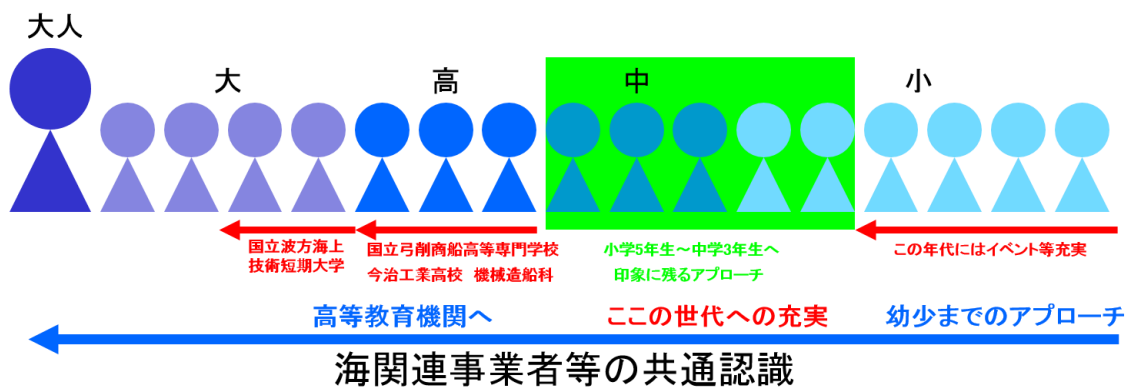 大人
大
高
中
小
国立波方海上
技術短期大学
国立弓削商船高等専門学校
今治工業高校 機械造船科
小学5年生～中学3年生へ
印象に残るアプローチ
この年代にはイベント等充実
高等教育機関へ
ここの世代への充実
幼少までのアプローチ
海関連事業者等の共通認識